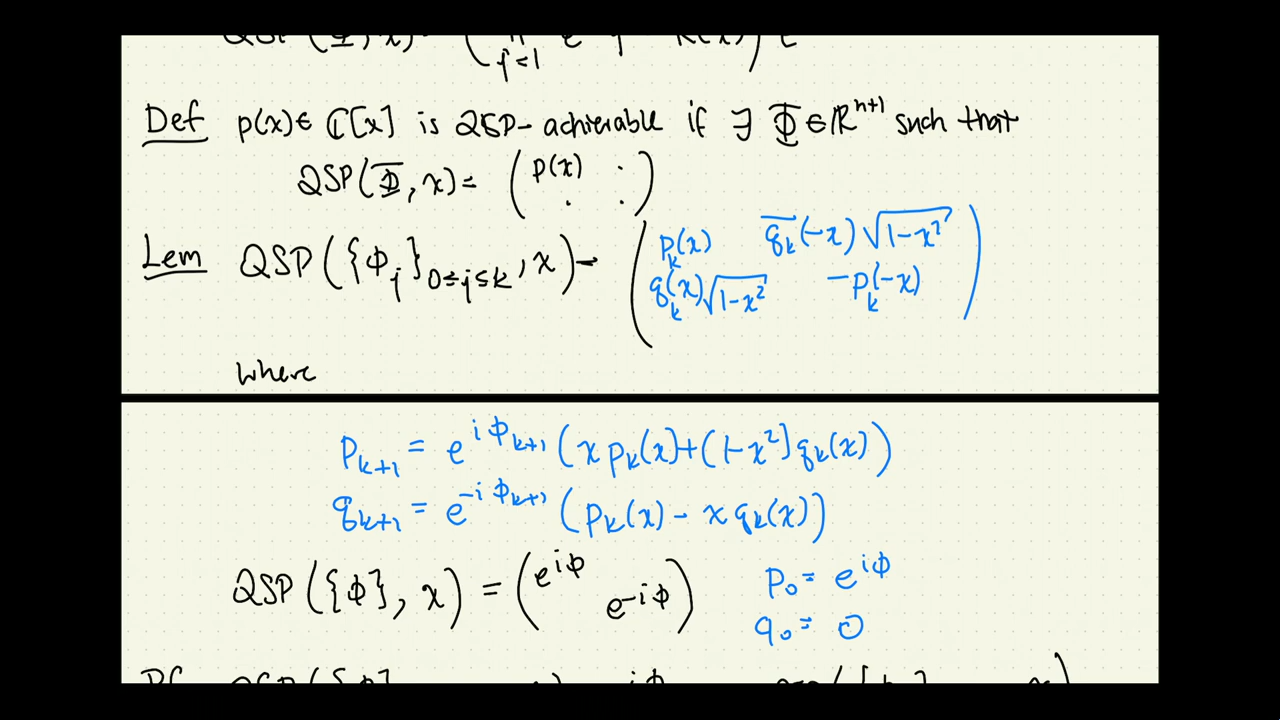 Def p(x)∈ ℂ[x] is QSP-achievable if ∃ Φ∈ℝ^{n+1} such that
QSP(Φ, x) = ( p(x) · ; · · )
Lem QSP({Φ_j}_{0≤j≤k}, x) = ( p_k(x) \overline{q_k}(-x)√(1-x²) ; q_k(x)√(1-x²) -p_k(-x) )
where
p_{k+1} = e^{iΦ_{k+1}} (x p_k(x) + (1-x²] q_k(x))
q_{k+1} = e^{-iΦ_{k+1}} (p_k(x) - x q_k(x))
QSP({Φ}, x) = ( e^{iΦ} ; e^{-iΦ} ) p_0 = e^{iΦ}
q_0 = 0